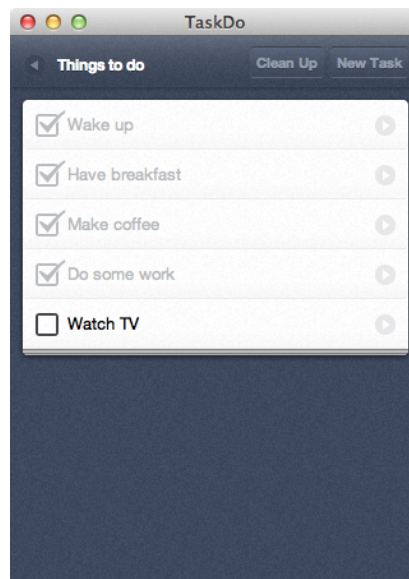 TaskDo
Things to do Clean Up New Task
Wake up
Have breakfast
Make coffee
Do some work
Watch TV